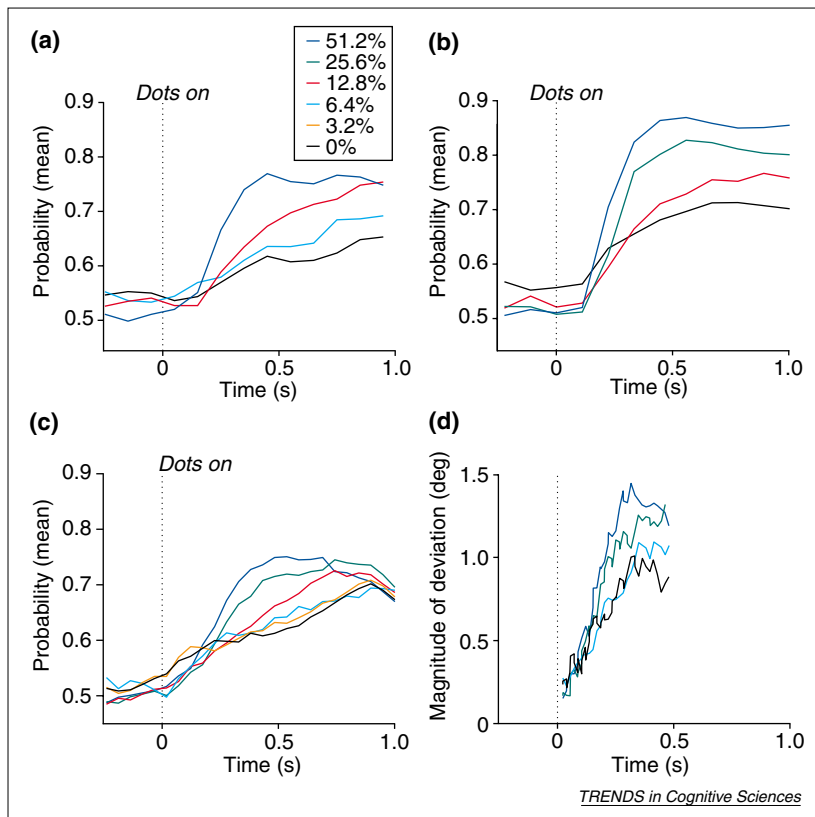 (a)
51.2%
25.6%
12.8%
6.4%
3.2%
0%
Dots on
0.9
0.8
0.7
0.6
0.5
Probability (mean)
0
0.5
1.0
Time (s)
(b)
Dots on
0.9
0.8
0.7
0.6
0.5
Probability (mean)
0
0.5
1.0
Time (s)
(c)
Dots on
0.9
0.8
0.7
0.6
0.5
Probability (mean)
0
0.5
1.0
Time (s)
(d)
1.5
1.0
0.5
0
Magnitude of deviation (deg)
0
0.5
1.0
Time (s)
TRENDS in Cognitive Sciences